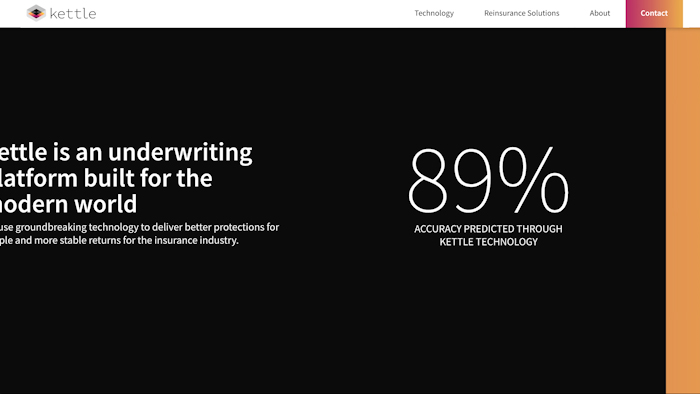 kettle
Technology
Reinsurance Solutions
About
Contact
ettle is an underwriting
latform built for the
odern world
use groundbreaking technology to deliver better protections for
ple and more stable returns for the insurance industry.
89%
ACCURACY PREDICTED THROUGH
KETTLE TECHNOLOGY